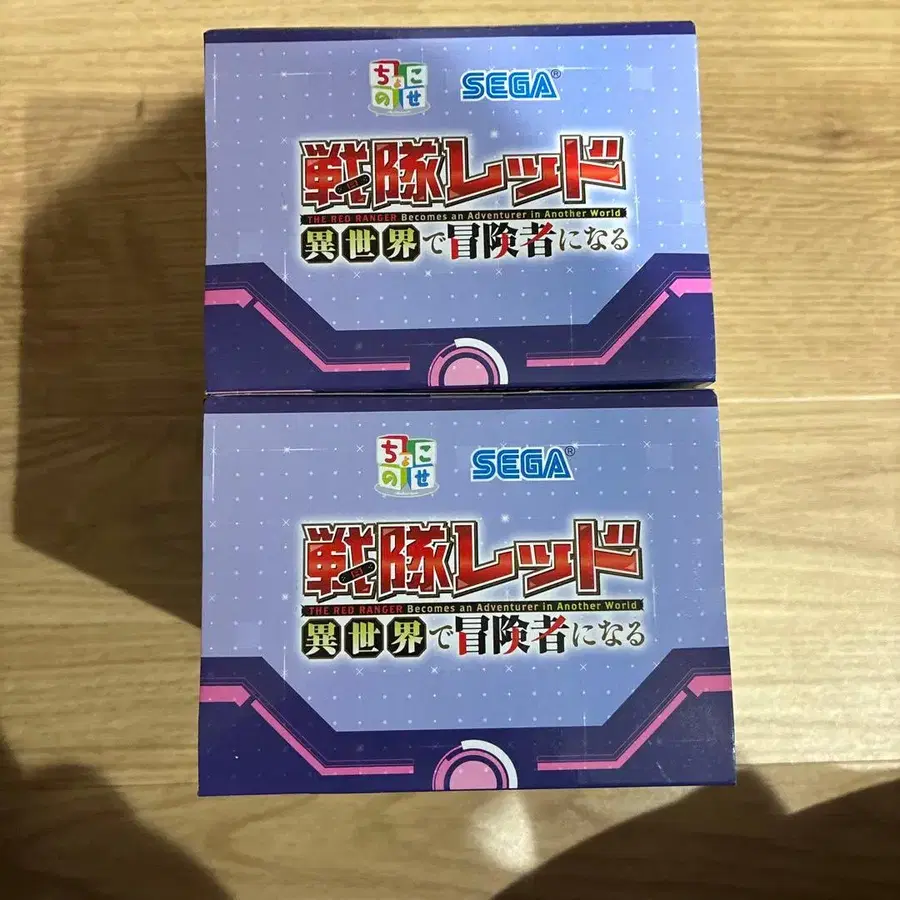 ちょこ
のせ
SEGA®
戦隊レッド
THE RED RANGER Becomes an Adventurer in Another World
異世界で冒険者になる
ちょこ
のせ
SEGA®
戦隊レッド
THE RED RANGER Becomes an Adventurer in Another World
異世界で冒険者になる